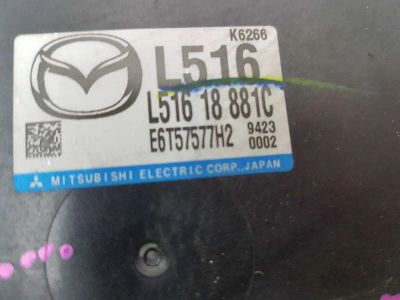 K6266
L516
L516 18 881C
E6T57577H2 9423
0002
MITSUBISHI ELECTRIC CORP., JAPAN